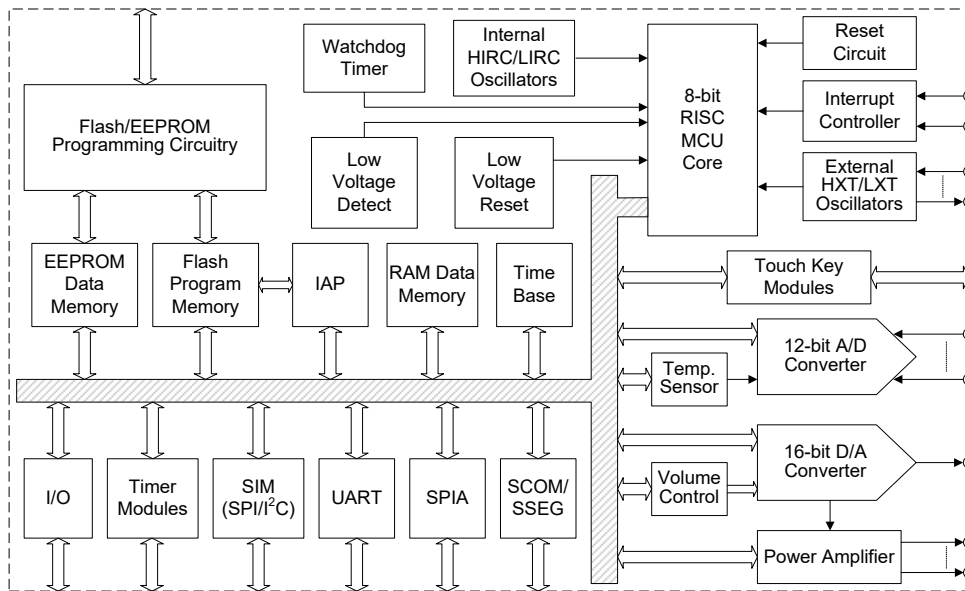 Watchdog
Timer
Internal
HIRC/LIRC
Oscillators
8-bit
RISC
MCU
Core
Reset
Circuit
Flash/EEPROM
Programming Circuitry
Interrupt
Controller
Low
Voltage
Detect
Low
Voltage
Reset
External
HXT/LXT
Oscillators
EEPROM
Data
Memory
Flash
Program
Memory
IAP
RAM Data
Memory
Time
Base
Touch Key
Modules
12-bit A/D
Converter
Temp.
Sensor
16-bit D/A
Converter
Volume
Control
I/O
Timer
Modules
SIM
(SPI/I²C)
UART
SPIA
SCOM/
SSEG
Power Amplifier